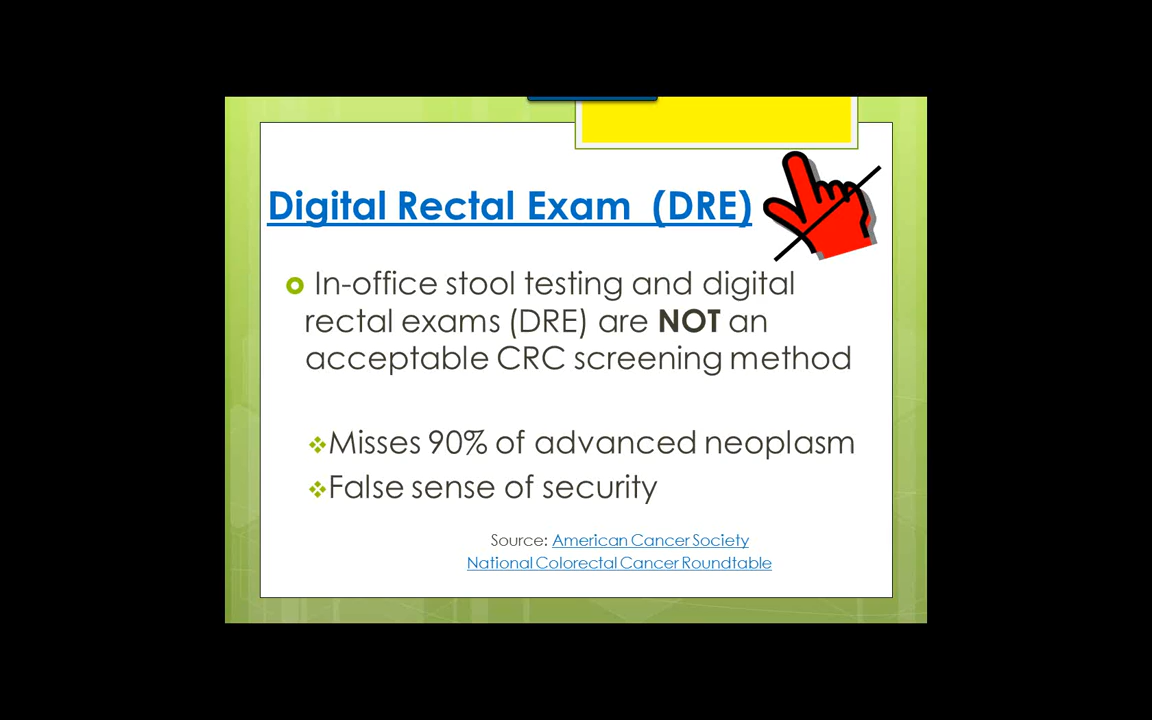 Digital Rectal Exam (DRE)
In-office stool testing and digital
rectal exams (DRE) are NOT an
acceptable CRC screening method
Misses 90% of advanced neoplasm
False sense of security
Source: American Cancer Society
National Colorectal Cancer Roundtable